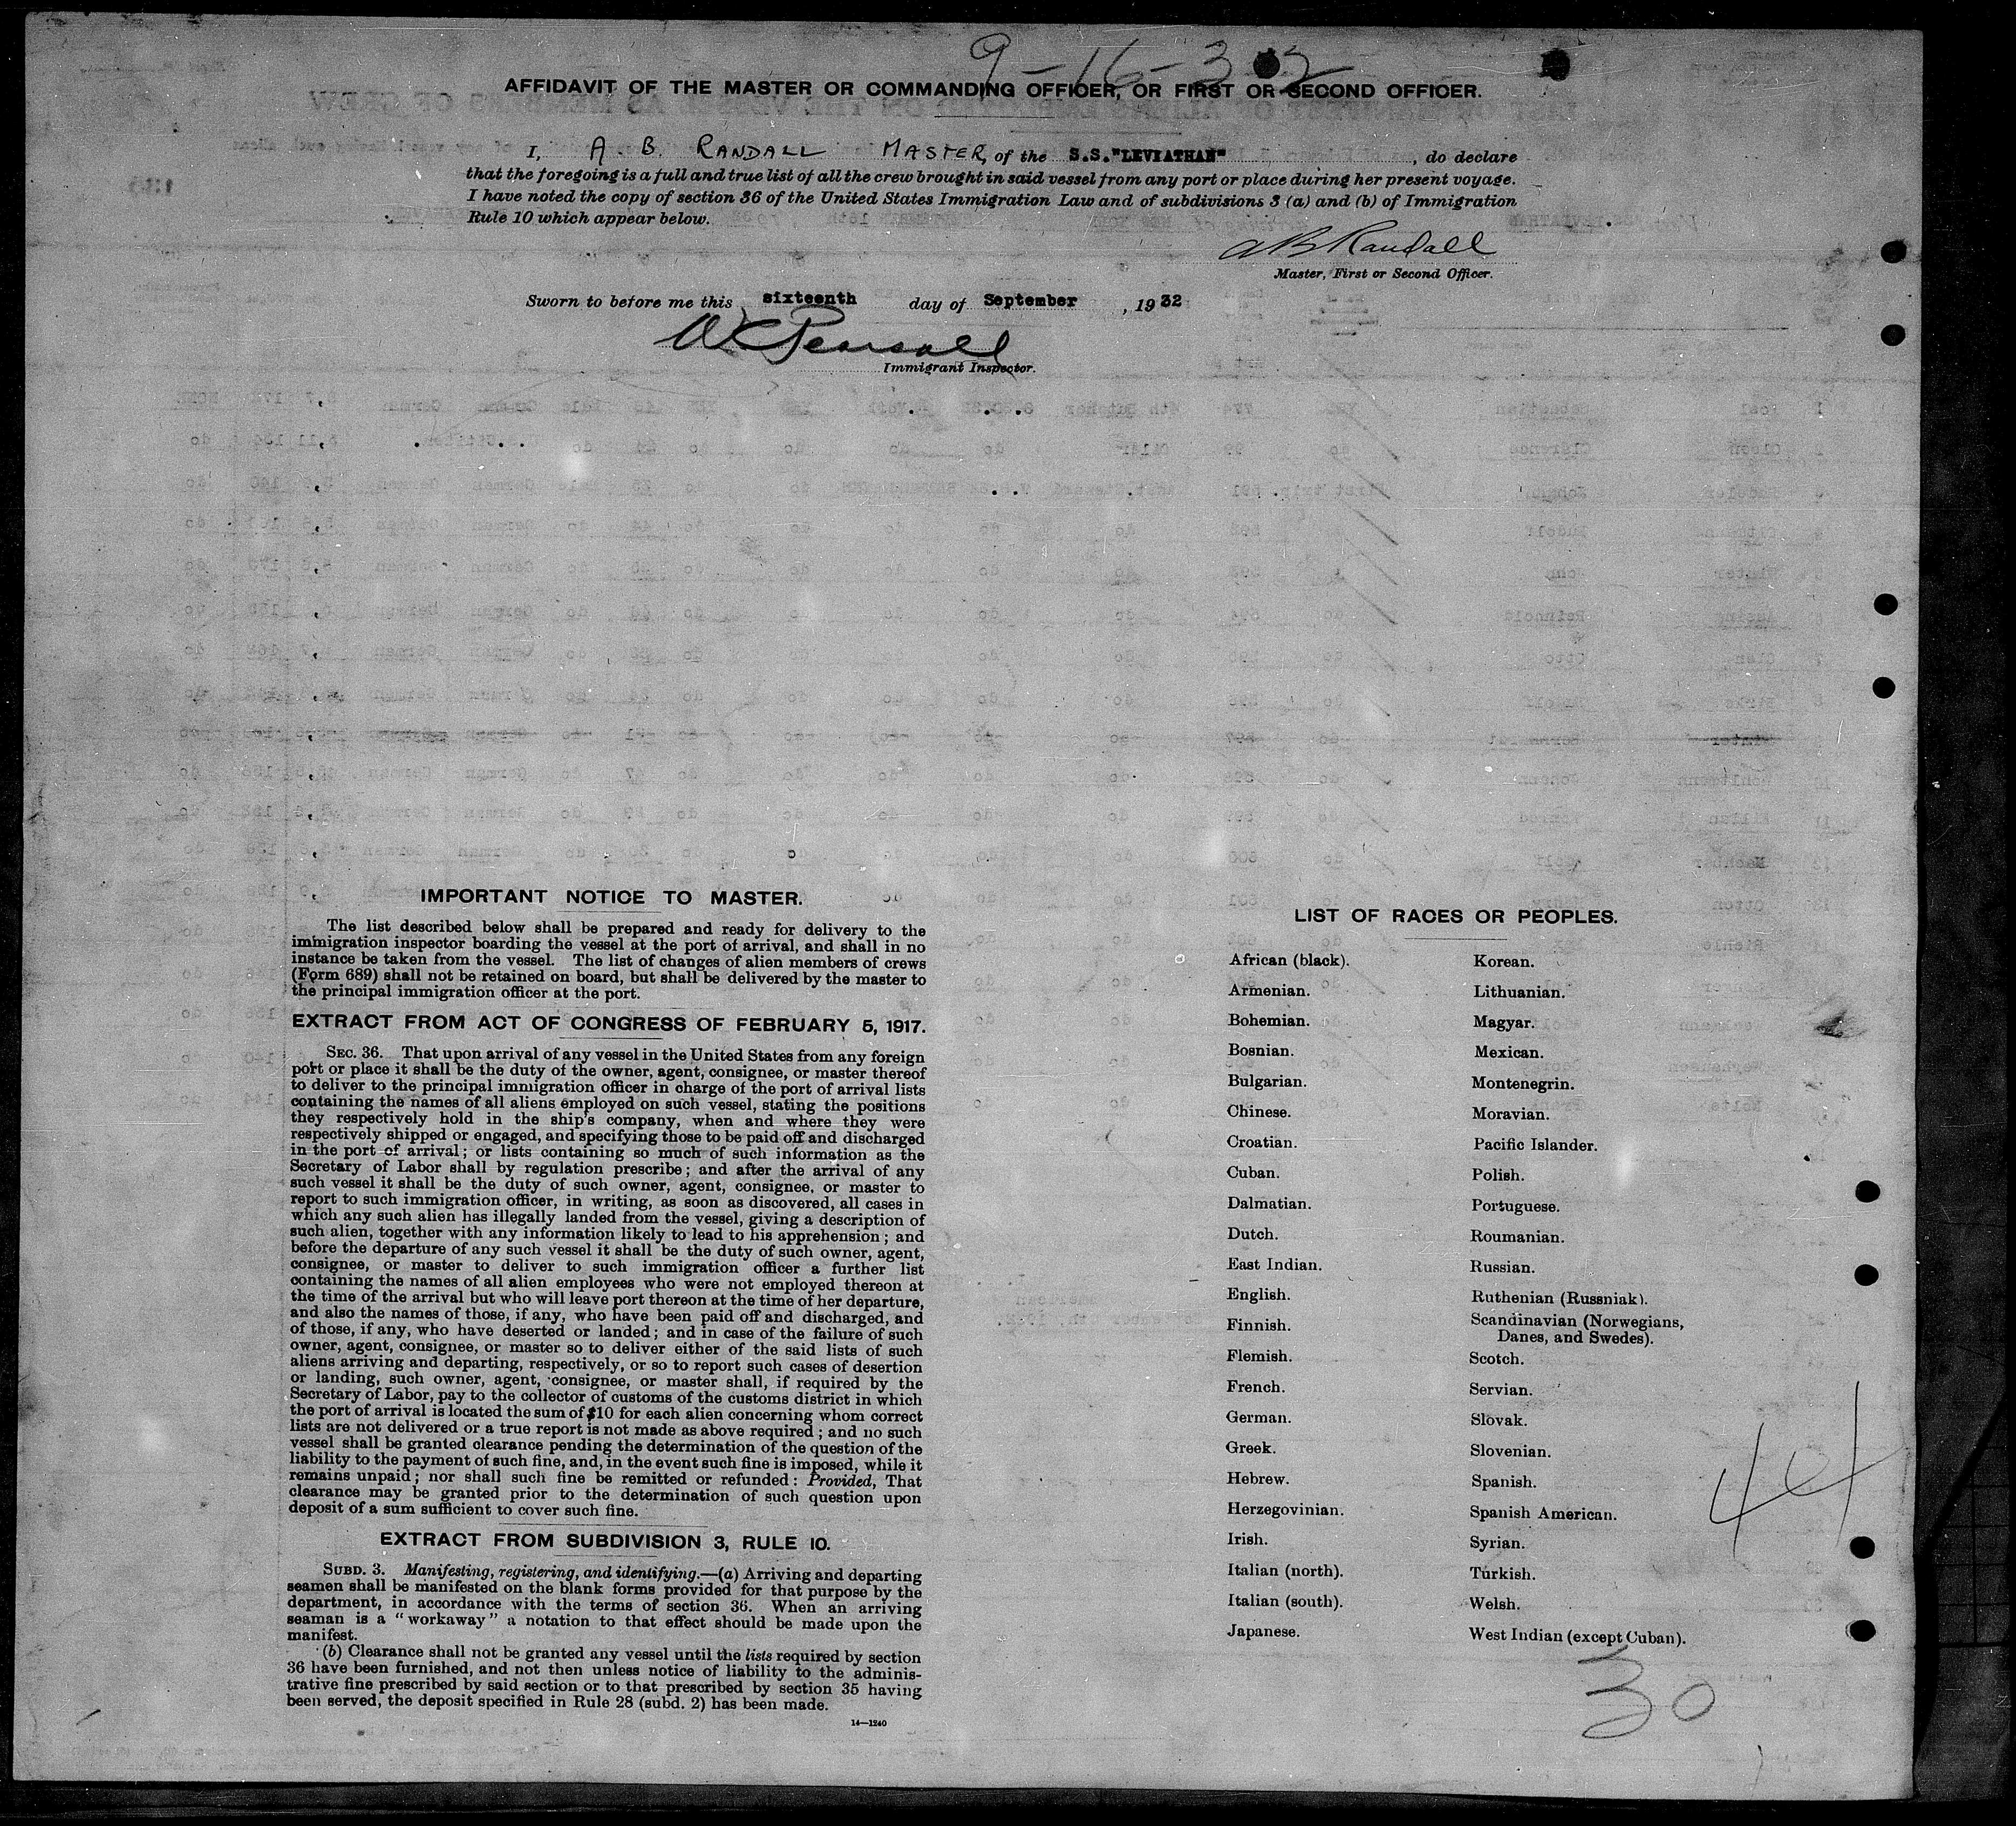 9-16-32
AFFIDAVIT OF THE MASTER OR COMMANDING OFFICER, OR FIRST OR SECOND OFFICER.
I, A. B. RANDALL MASTER, of the S.S."LEVIATHAN", do declare
that the foregoing is a full and true list of all the crew brought in said vessel from any port or place during her present voyage.
I have noted the copy of section 36 of the United States Immigration Law and of subdivisions 3 (a) and (b) of Immigration
Rule 10 which appear below.
A B Randall
Master, First or Second Officer.
Sworn to before me this sixteenth day of September, 1932
W C Pearsall
Immigrant Inspector.
IMPORTANT NOTICE TO MASTER.
The list described below shall be prepared and ready for delivery to the
immigration inspector boarding the vessel at the port of arrival, and shall in no
instance be taken from the vessel. The list of changes of alien members of crews
(Form 689) shall not be retained on board, but shall be delivered by the master to
the principal immigration officer at the port.
EXTRACT FROM ACT OF CONGRESS OF FEBRUARY 5, 1917.
SEC. 36. That upon arrival of any vessel in the United States from any foreign
port or place it shall be the duty of the owner, agent, consignee, or master thereof
to deliver to the principal immigration officer in charge of the port of arrival lists
containing the names of all aliens employed on such vessel, stating the positions
they respectively hold in the ship's company, when and where they were
respectively shipped or engaged, and specifying those to be paid off and discharged
in the port of arrival; or lists containing so much of such information as the
Secretary of Labor shall by regulation prescribe; and after the arrival of any
such vessel it shall be the duty of such owner, agent, consignee, or master to
report to such immigration officer, in writing, as soon as discovered, all cases in
which any such alien has illegally landed from the vessel, giving a description of
such alien, together with any information likely to lead to his apprehension; and
before the departure of any such vessel it shall be the duty of such owner, agent,
consignee, or master to deliver to such immigration officer a further list
containing the names of all alien employees who were not employed thereon at
the time of the arrival but who will leave port thereon at the time of her departure,
and also the names of those, if any, who have been paid off and discharged, and
of those, if any, who have deserted or landed; and in case of the failure of such
owner, agent, consignee, or master so to deliver either of the said lists of such
aliens arriving and departing, respectively, or so to report such cases of desertion
or landing, such owner, agent, consignee, or master shall, if required by the
Secretary of Labor, pay to the collector of customs of the customs district in which
the port of arrival is located the sum of $10 for each alien concerning whom correct
lists are not delivered or a true report is not made as above required; and no such
vessel shall be granted clearance pending the determination of the question of the
liability to the payment of such fine, and, in the event such fine is imposed, while it
remains unpaid; nor shall such fine be remitted or refunded: Provided, That
clearance may be granted prior to the determination of such question upon
deposit of a sum sufficient to cover such fine.
EXTRACT FROM SUBDIVISION 3, RULE 10.
SUBD. 3. Manifesting, registering, and identifying.—(a) Arriving and departing
seamen shall be manifested on the blank forms provided for that purpose by the
department, in accordance with the terms of section 36. When an arriving
seaman is a "workaway" a notation to that effect should be made upon the
manifest.
(b) Clearance shall not be granted any vessel until the lists required by section
36 have been furnished, and not then unless notice of liability to the adminis-
trative fine prescribed by said section or to that prescribed by section 35 having
been served, the deposit specified in Rule 28 (subd. 2) has been made.
14—1240
LIST OF RACES OR PEOPLES.
African (black).
Armenian.
Bohemian.
Bosnian.
Bulgarian.
Chinese.
Croatian.
Cuban.
Dalmatian.
Dutch.
East Indian.
English.
Finnish.
Flemish.
French.
German.
Greek.
Hebrew.
Herzegovinian.
Irish.
Italian (north).
Italian (south).
Japanese.
Korean.
Lithuanian.
Magyar.
Mexican.
Montenegrin.
Moravian.
Pacific Islander.
Polish.
Portuguese.
Roumanian.
Russian.
Ruthenian (Russniak).
Scandinavian (Norwegians,
Danes, and Swedes).
Scotch.
Servian.
Slovak.
Slovenian.
Spanish.
Spanish American.
Syrian.
Turkish.
Welsh.
West Indian (except Cuban).
44
30